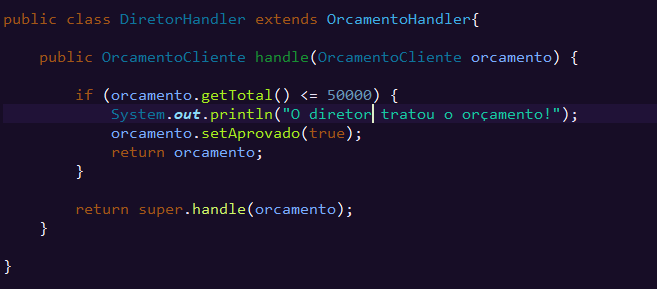 public class DiretorHandler extends OrcamentoHandler{
public OrcamentoCliente handle(OrcamentoCliente orcamento) {
if (orcamento.getTotal() <= 50000) {
System.out.println("O diretor tratou o orçamento!");
orcamento.setAprovado(true);
return orcamento;
}
return super.handle(orcamento);
}
}